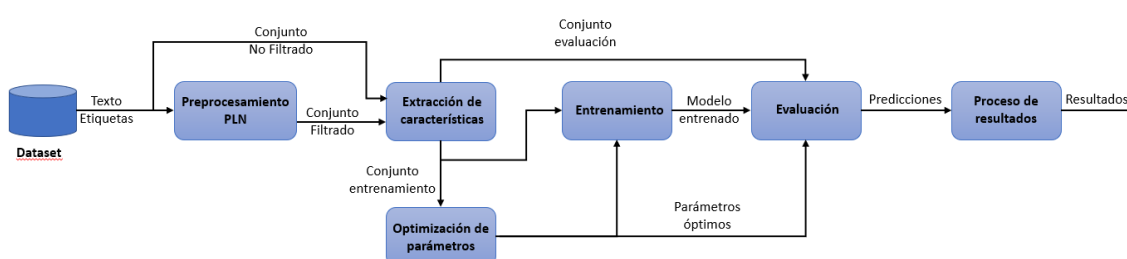 Conjunto
No Filtrado
Conjunto
evaluación
Texto
Etiquetas
Dataset
Preprocesamiento
PLN
Conjunto
Filtrado
Extracción de
características
Entrenamiento
Modelo
entrenado
Evaluación
Predicciones
Proceso de
resultados
Resultados
Conjunto
entrenamiento
Optimización de
parámetros
Parámetros
óptimos